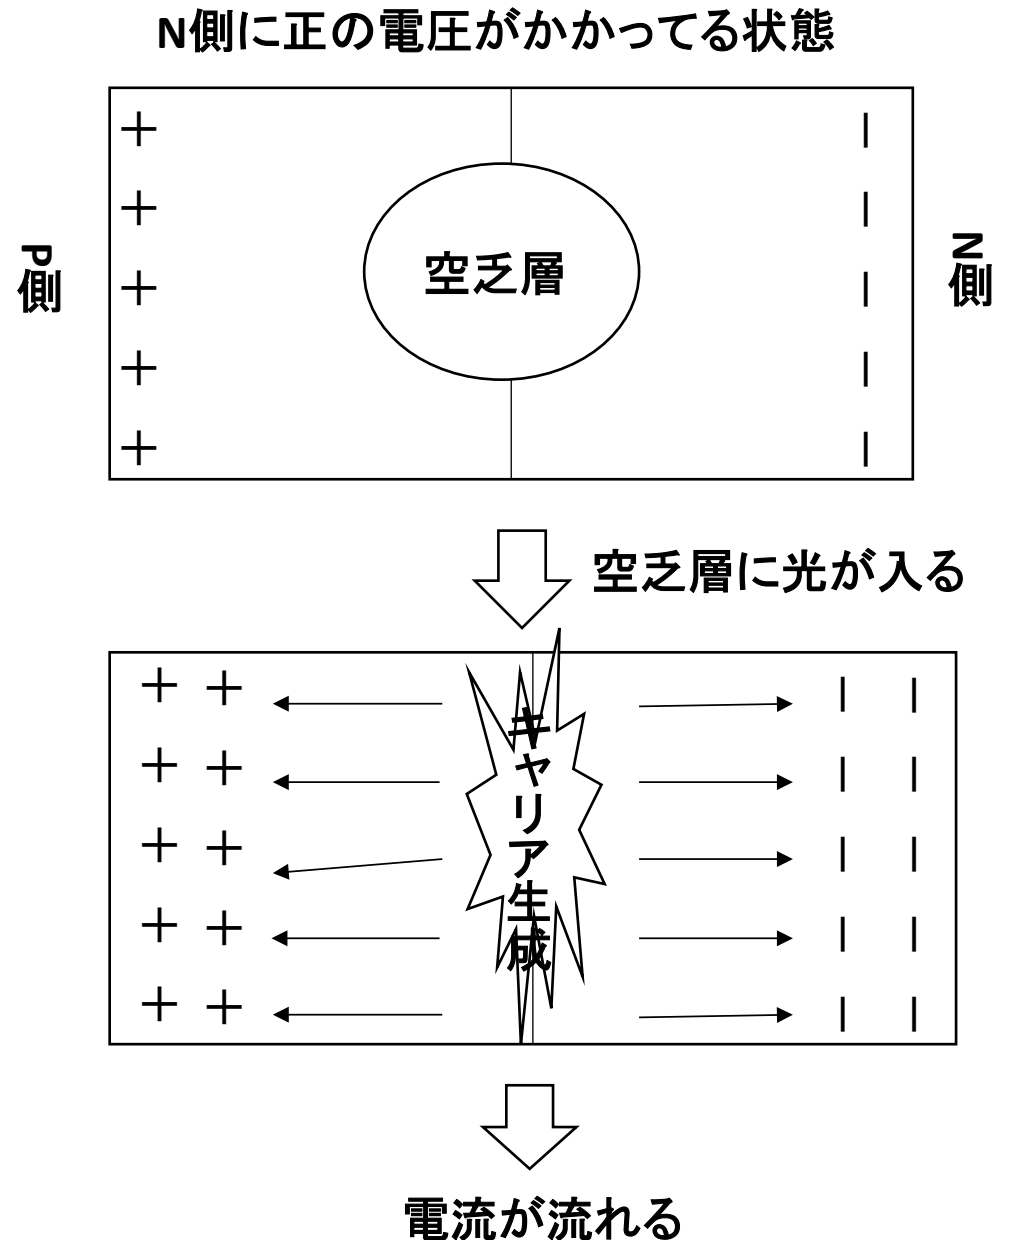 N側に正の電圧がかかってる状態
P側
空乏層
N側
空乏層に光が入る
キャリア生成
電流が流れる